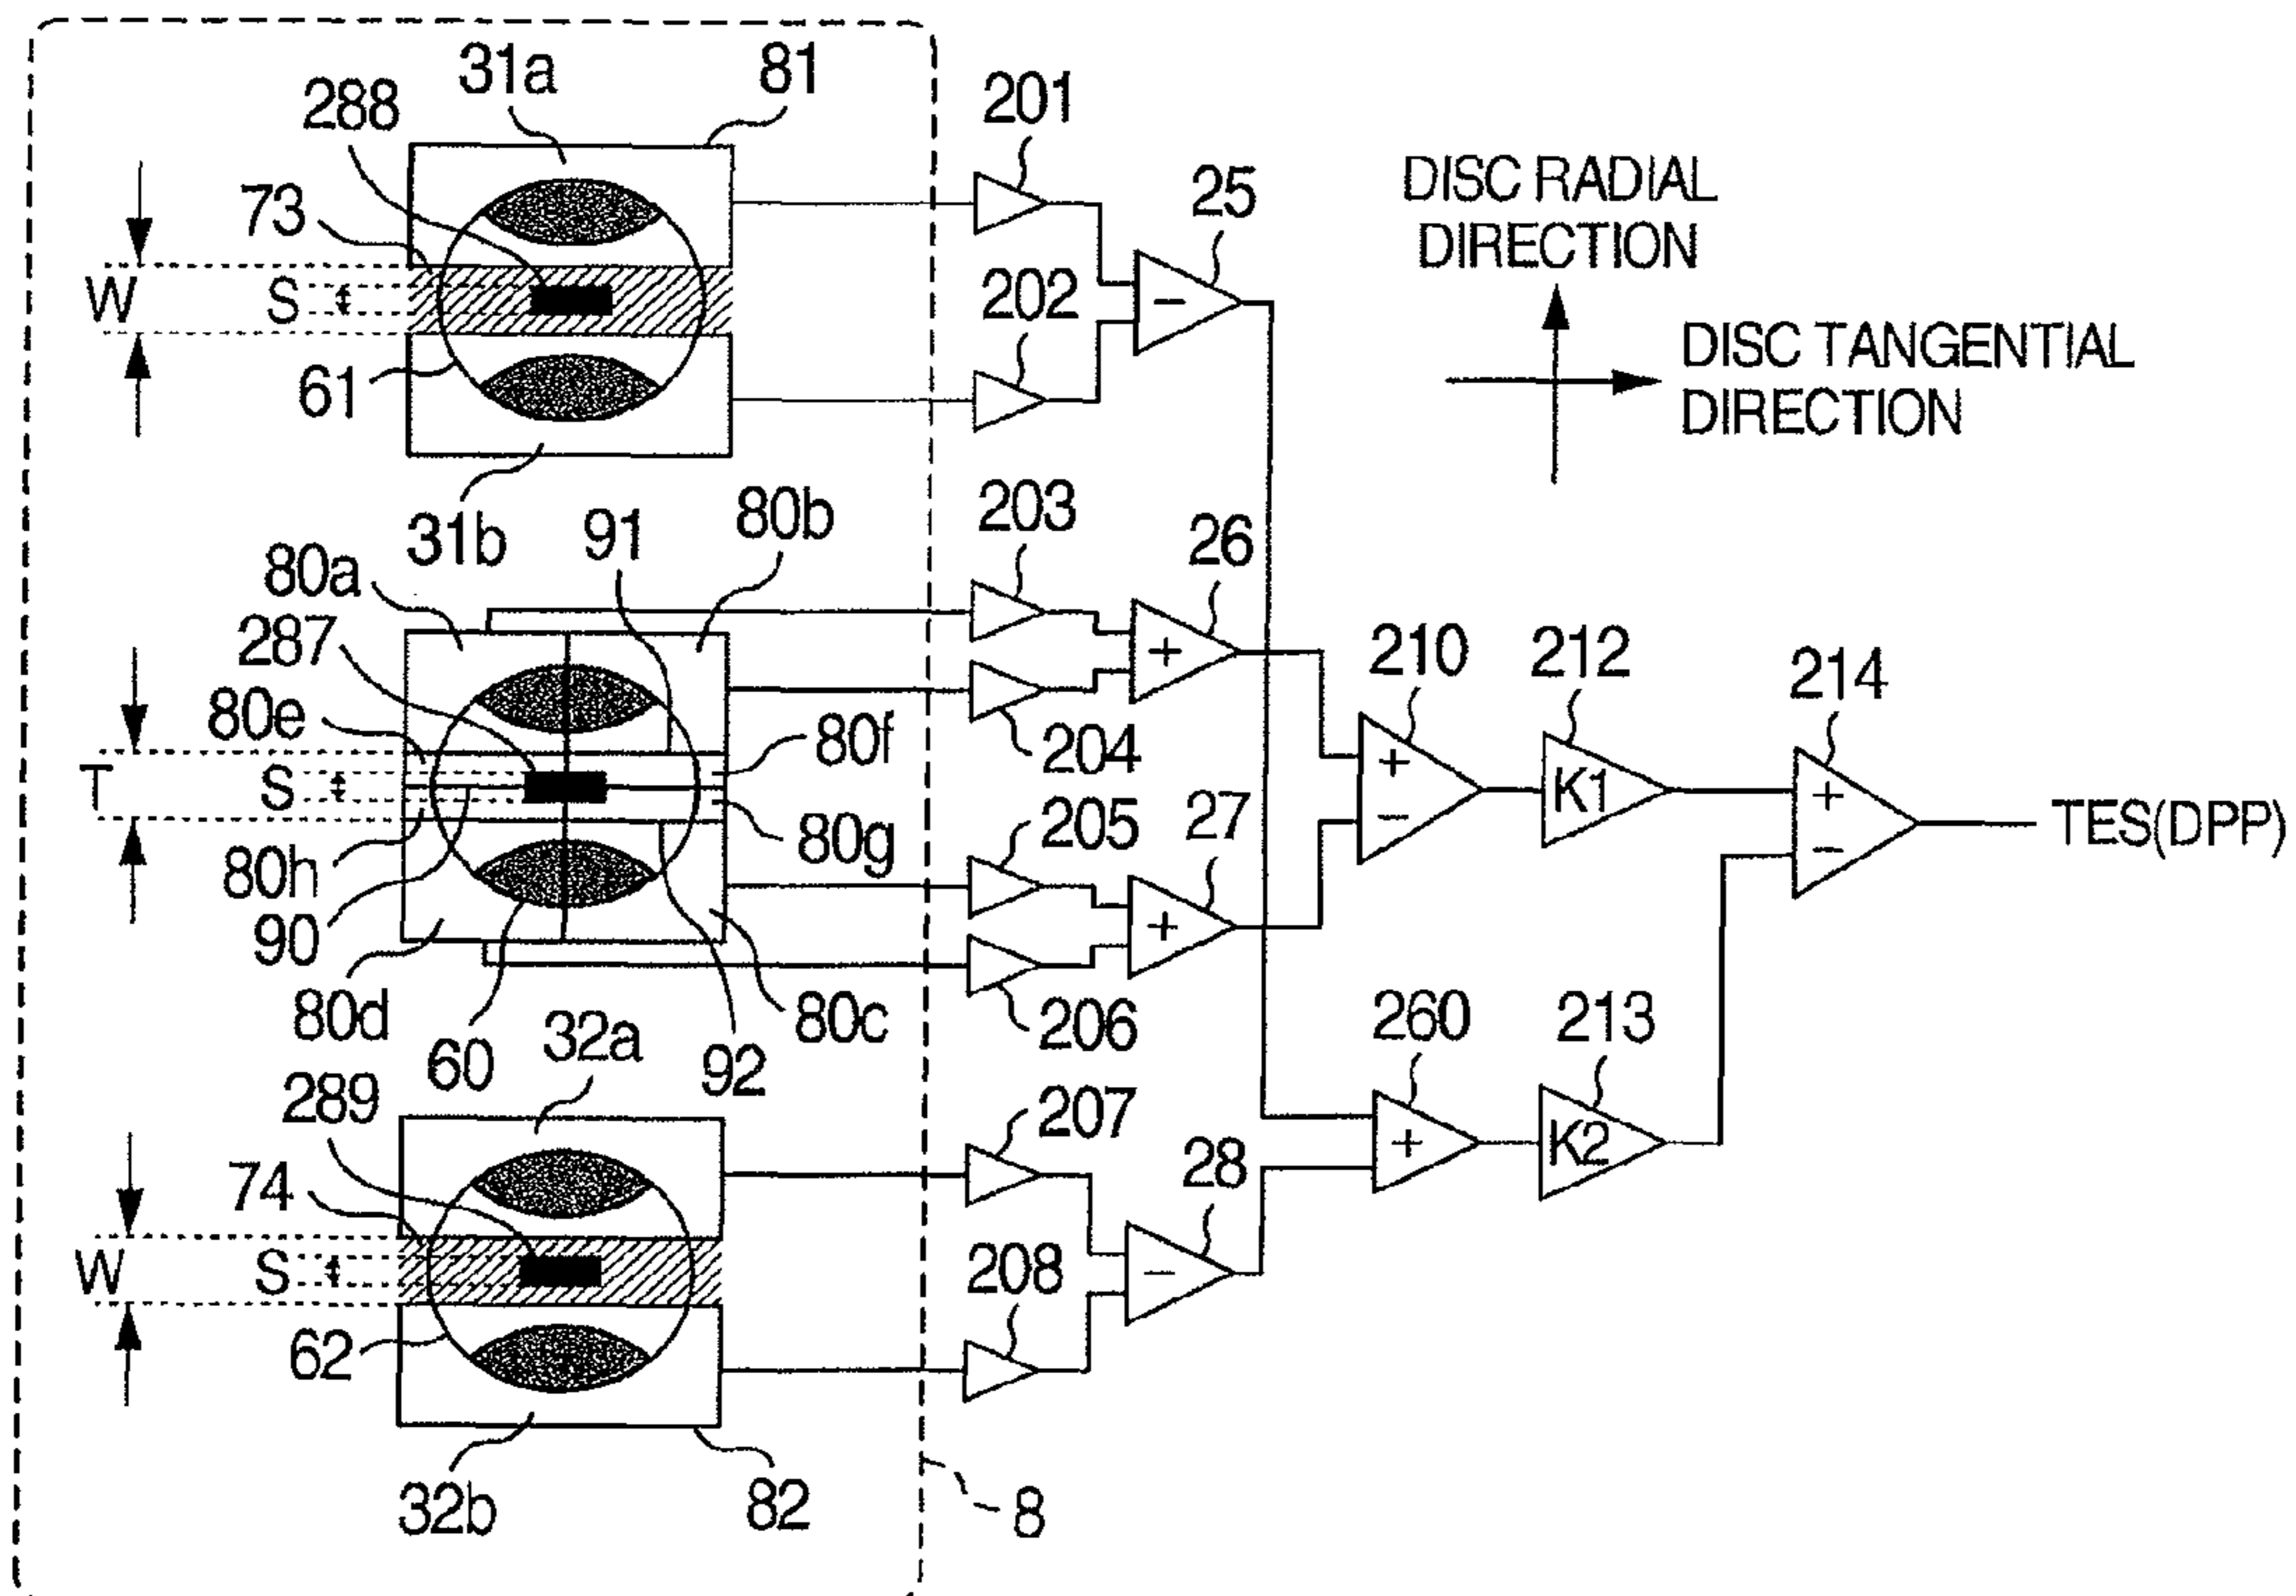 31a
81
288
201
73
25
DISC RADIAL
DIRECTION
W
S
202
DISC TANGENTIAL
DIRECTION
61
31b
91
80b
203
26
80a
287
210
212
214
80e
80f
204
+
+
K1
+
T
S
205
27
−
−
TES(DPP)
80h
80g
90
+
80d
80c
206
260
213
60
32a
92
289
207
+
K2
74
28
W
S
208
−
62
32b
82
8
−